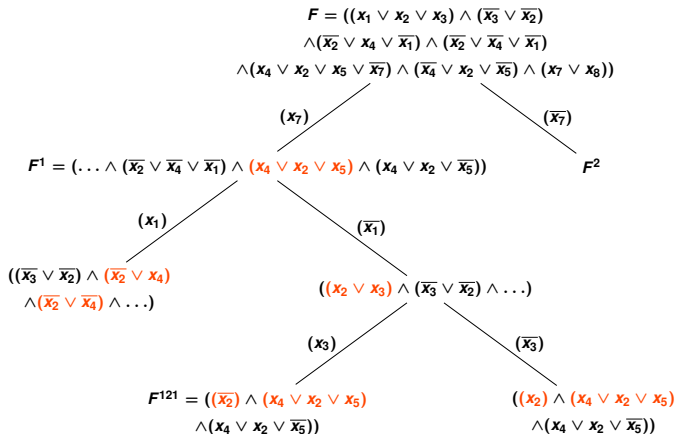 F = ((x₁ ∨ x₂ ∨ x₃) ∧ (x̅₃ ∨ x̅₂)
∧(x̅₂ ∨ x₄ ∨ x̅₁) ∧ (x̅₂ ∨ x̅₄ ∨ x̅₁)
∧(x₄ ∨ x₂ ∨ x₅ ∨ x̅₇) ∧ (x̅₄ ∨ x₂ ∨ x̅₅) ∧ (x₇ ∨ x₈))
(x₇)
(x̅₇)
F¹ = (... ∧ (x̅₂ ∨ x̅₄ ∨ x̅₁) ∧ (x₄ ∨ x₂ ∨ x₅) ∧ (x₄ ∨ x₂ ∨ x̅₅))
F²
(x₁)
(x̅₁)
((x̅₃ ∨ x̅₂) ∧ (x̅₂ ∨ x₄)
∧(x̅₂ ∨ x̅₄) ∧ ...)
((x₂ ∨ x₃) ∧ (x̅₃ ∨ x̅₂) ∧ ...)
(x₃)
(x̅₃)
F¹²¹ = ((x̅₂) ∧ (x₄ ∨ x₂ ∨ x₅)
∧(x₄ ∨ x₂ ∨ x̅₅))
((x₂) ∧ (x₄ ∨ x₂ ∨ x₅)
∧(x₄ ∨ x₂ ∨ x̅₅))